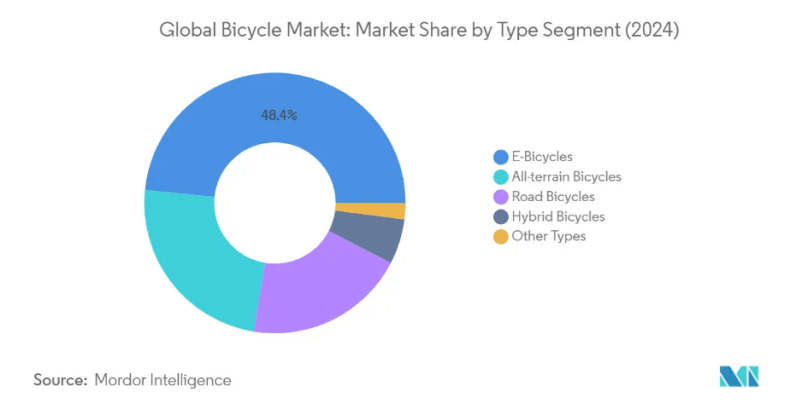 Global Bicycle Market: Market Share by Type Segment (2024)
48.4%
E-Bicycles
All-terrain Bicycles
Road Bicycles
Hybrid Bicycles
Other Types
Source: Mordor Intelligence